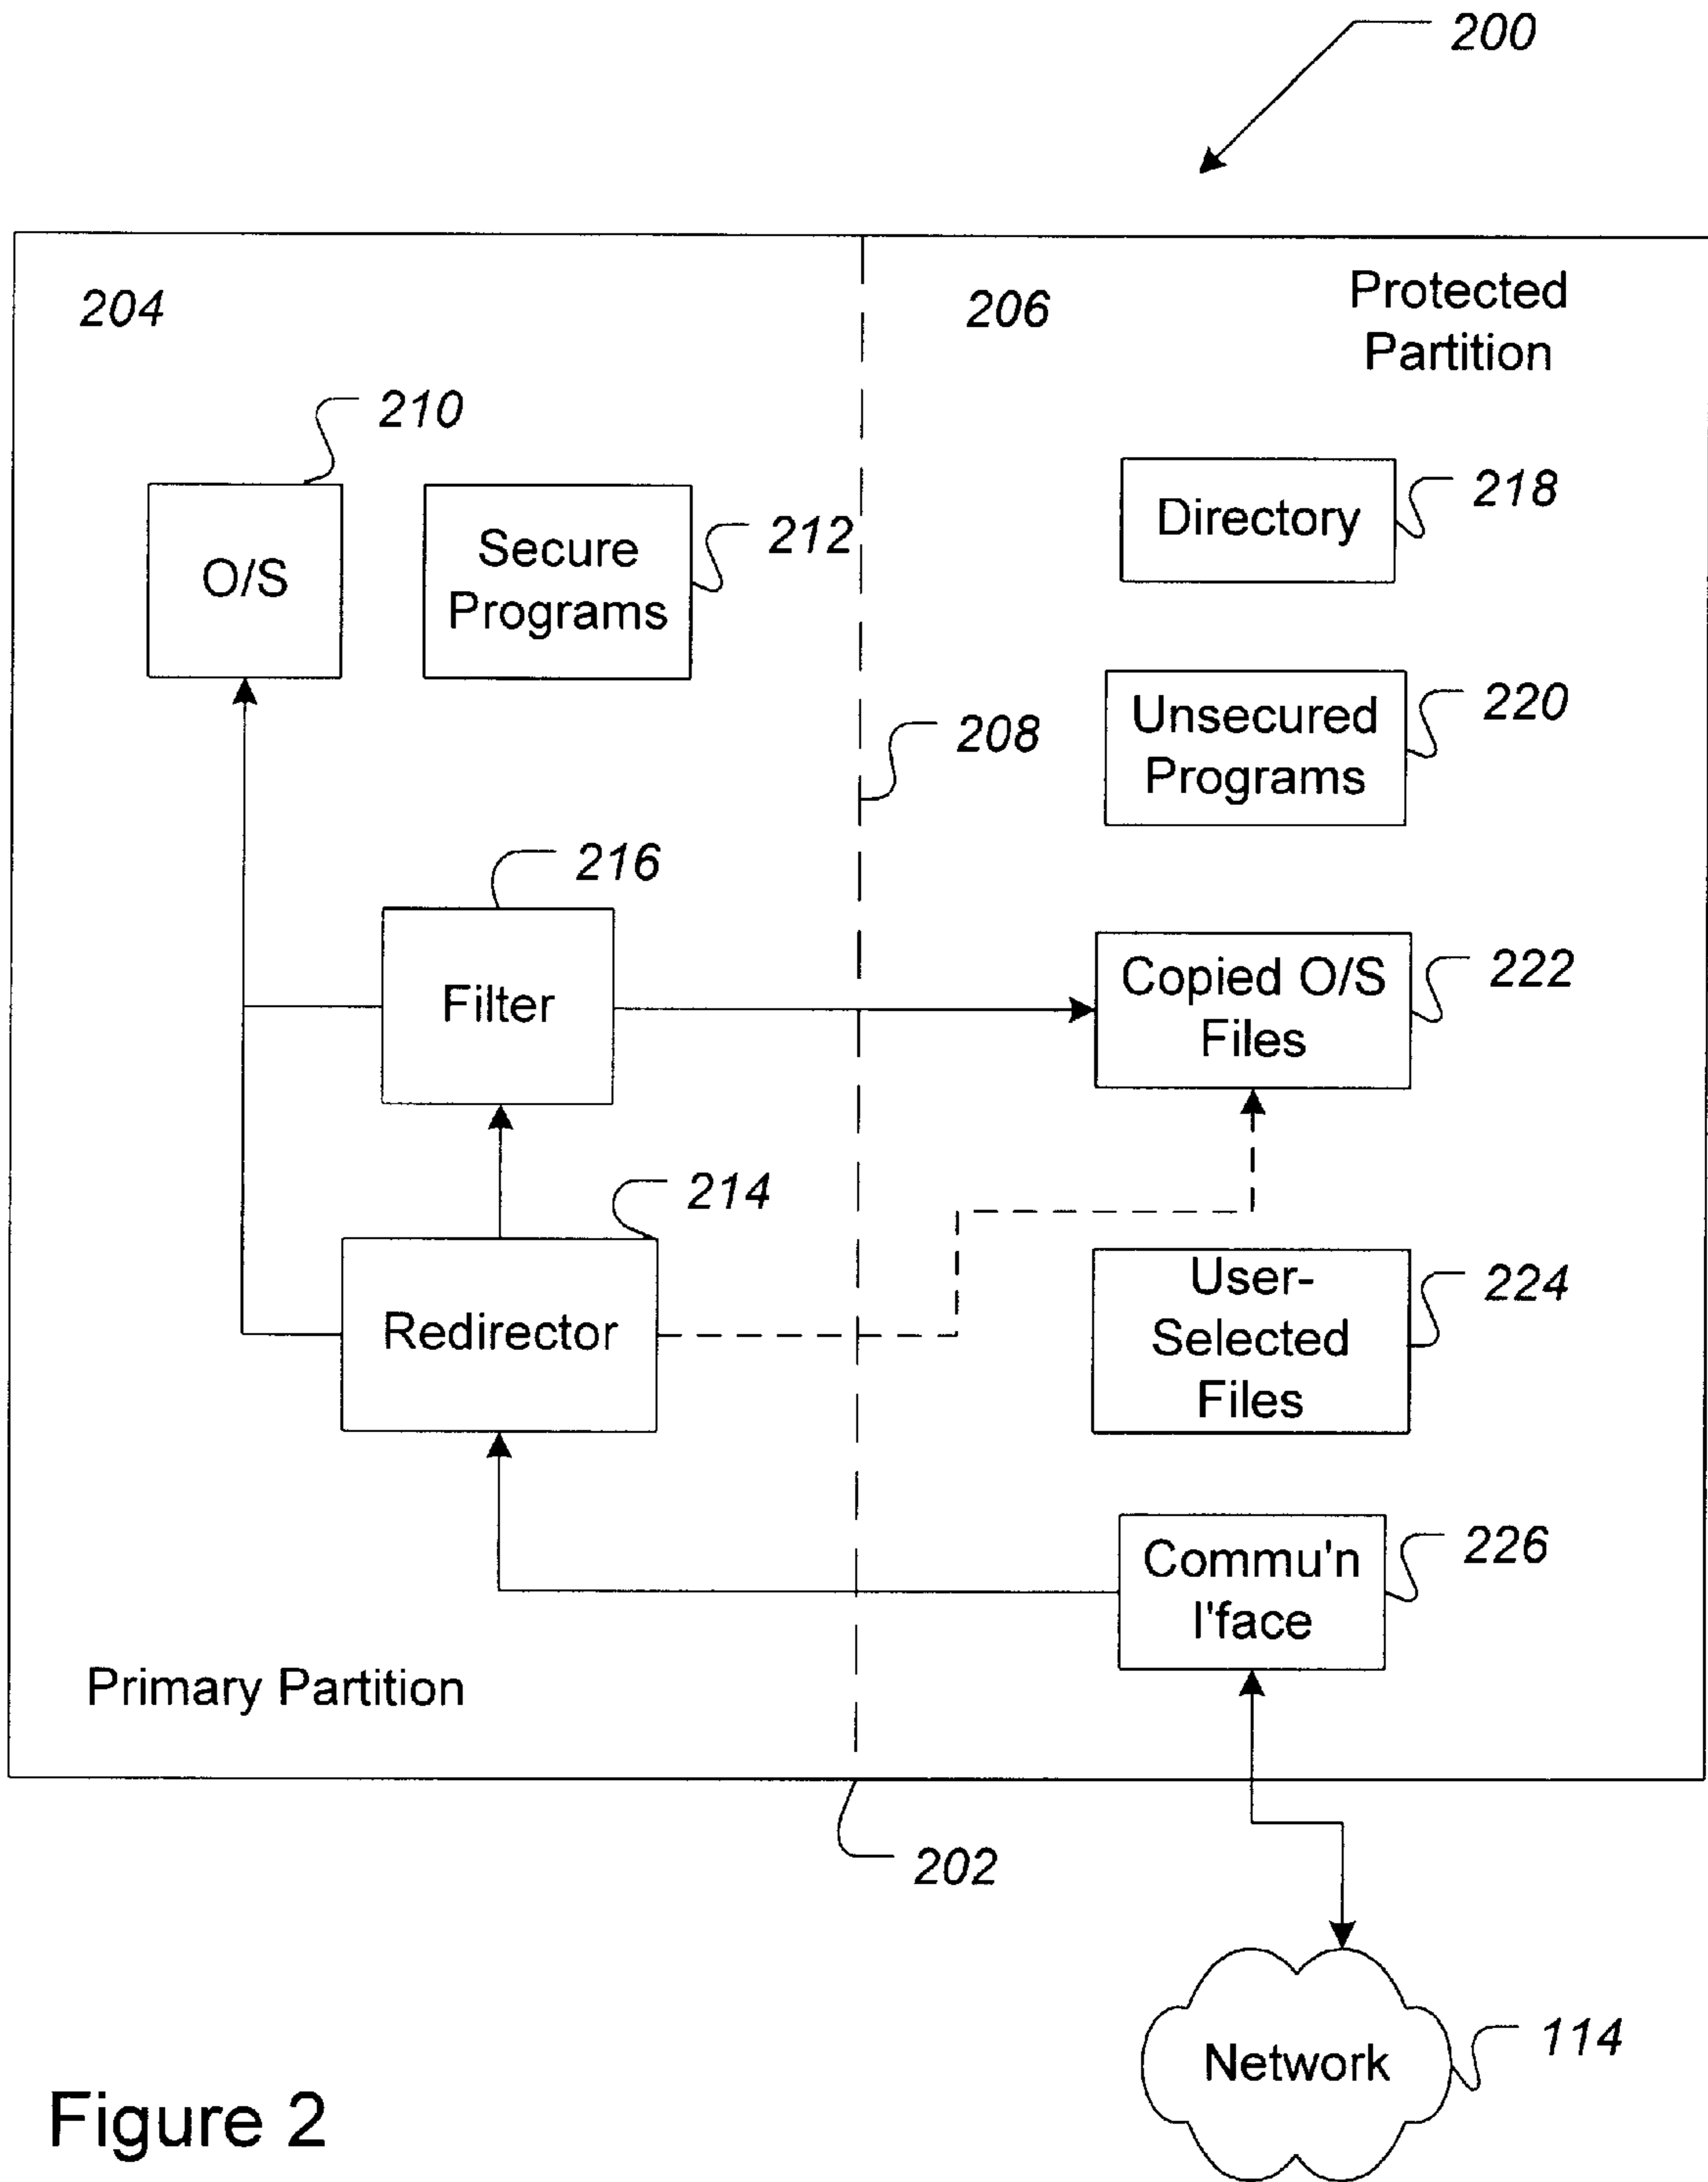 200
204
206
Protected
Partition
210
O/S
Secure
Programs
212
Directory
218
208
Unsecured
Programs
220
216
Filter
Copied O/S
Files
222
214
Redirector
User-
Selected
Files
224
Commu'n
I'face
226
Primary Partition
202
Network
114
Figure 2